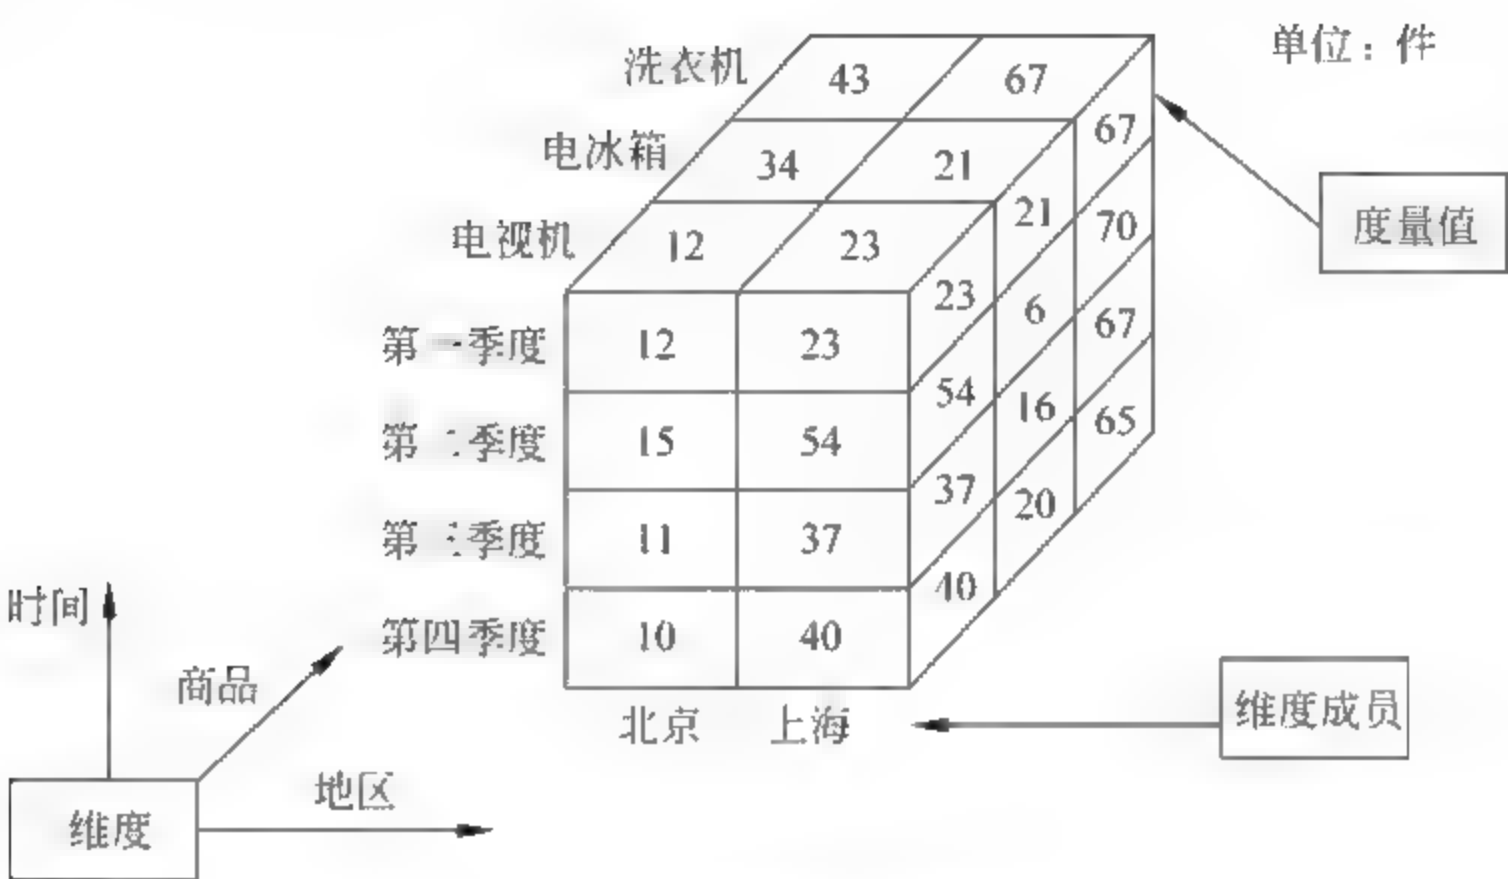 单位：件
洗衣机 43 67 67
电冰箱 34 21 21 70
电视机 12 23 23 6 67
第一季度 12 23 54 16 65
第二季度 15 54 37 20
第三季度 11 37 40
第四季度 10 40
北京 上海
度量值
维度成员
时间
商品
地区
维度